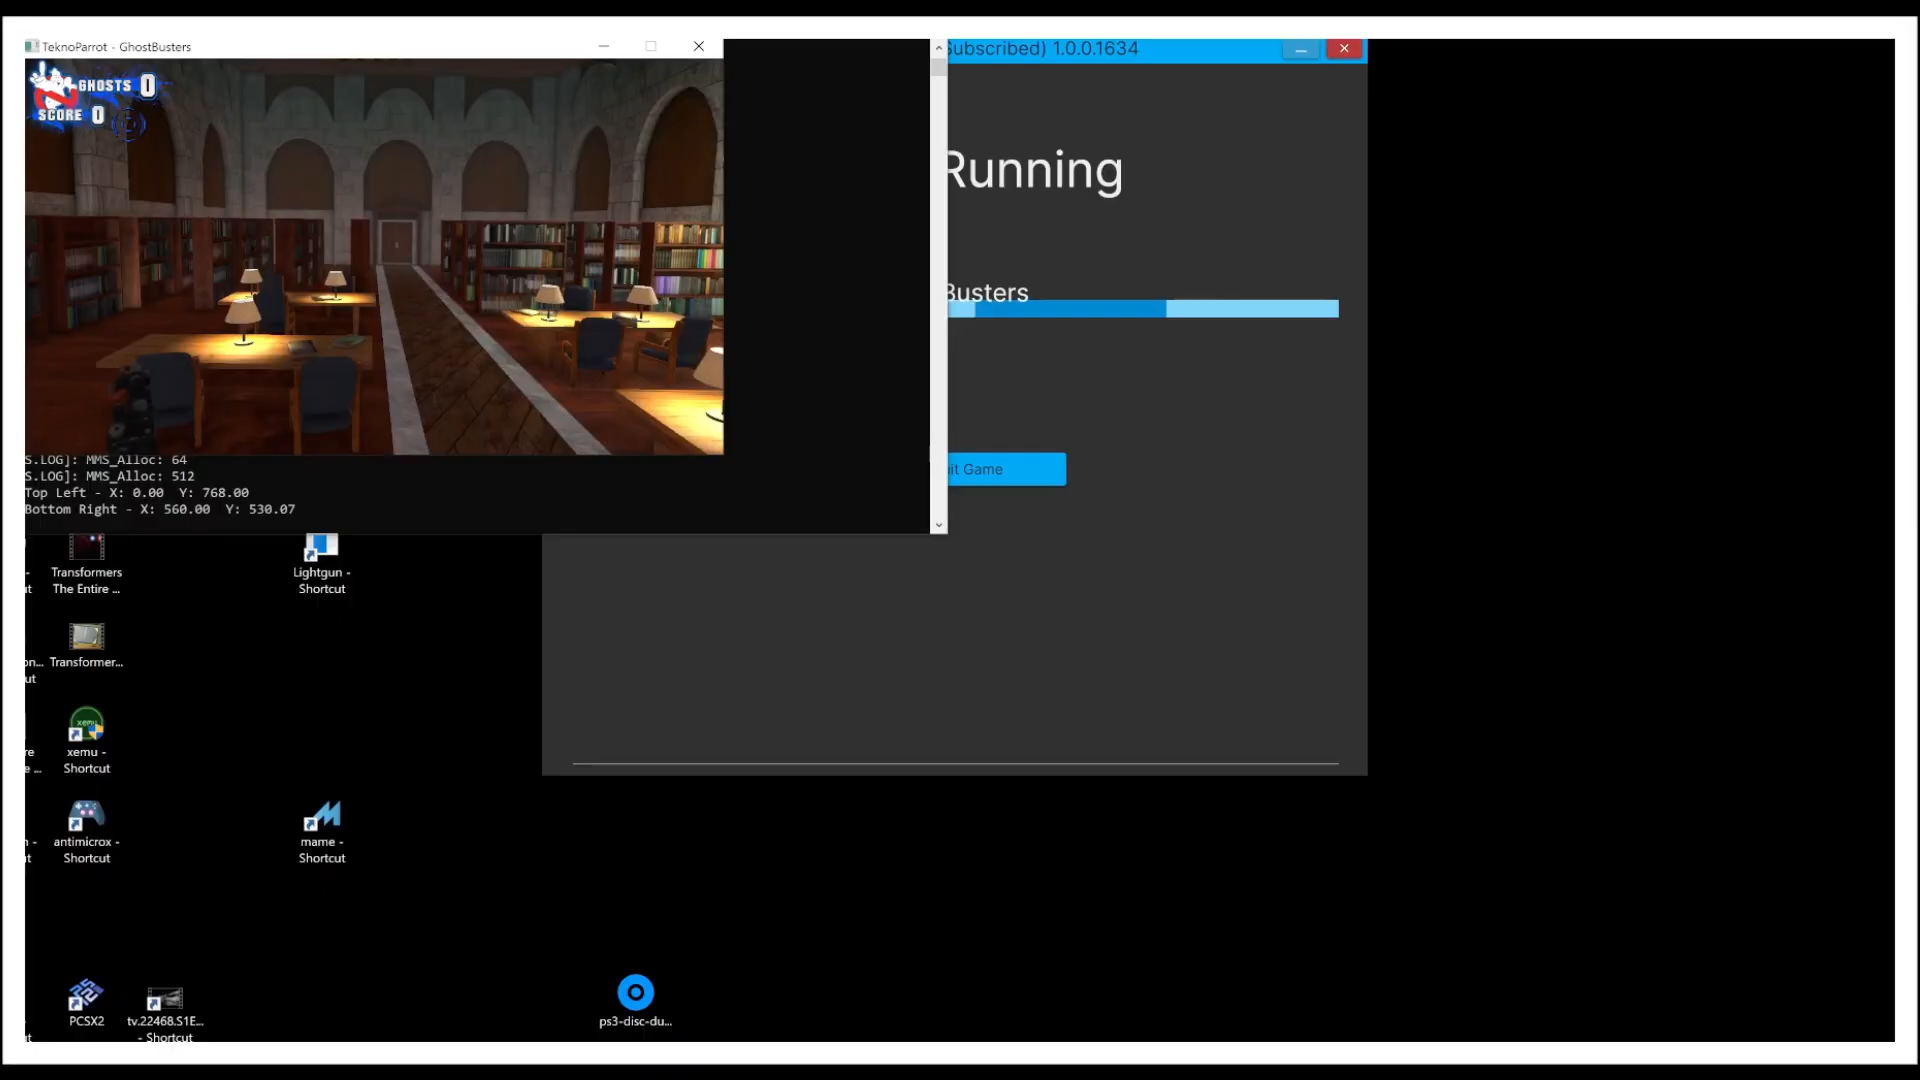 TeknoParrot - GhostBusters
GHOSTS 0
SCORE 0
Subscribed) 1.0.0.1634
Running
Busters
it Game
S.LOG]: MMS_Alloc: 64
S.LOG]: MMS_Alloc: 512
Top Left - X: 0.00 Y: 768.00
Bottom Right - X: 560.00 Y: 530.07
Transformers
The Entire ...
Lightgun -
Shortcut
Transformer...
xemu -
Shortcut
antimicrox -
Shortcut
mame -
Shortcut
PCSX2
tv.22468.S1E...
- Shortcut
ps3-disc-du...